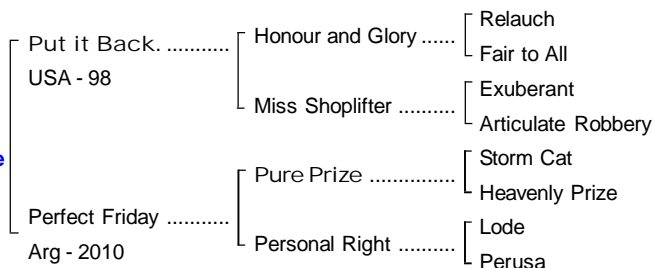 Relauch
Put it Back. ........... Honour and Glory ......
Fair to All
USA - 98
Exuberant
Miss Shoplifter ..........
Articulate Robbery
e
Storm Cat
Pure Prize ...............
Heavenly Prize
Perfect Friday ...........
Lode
Arg - 2010
Personal Right ..........
Perusa